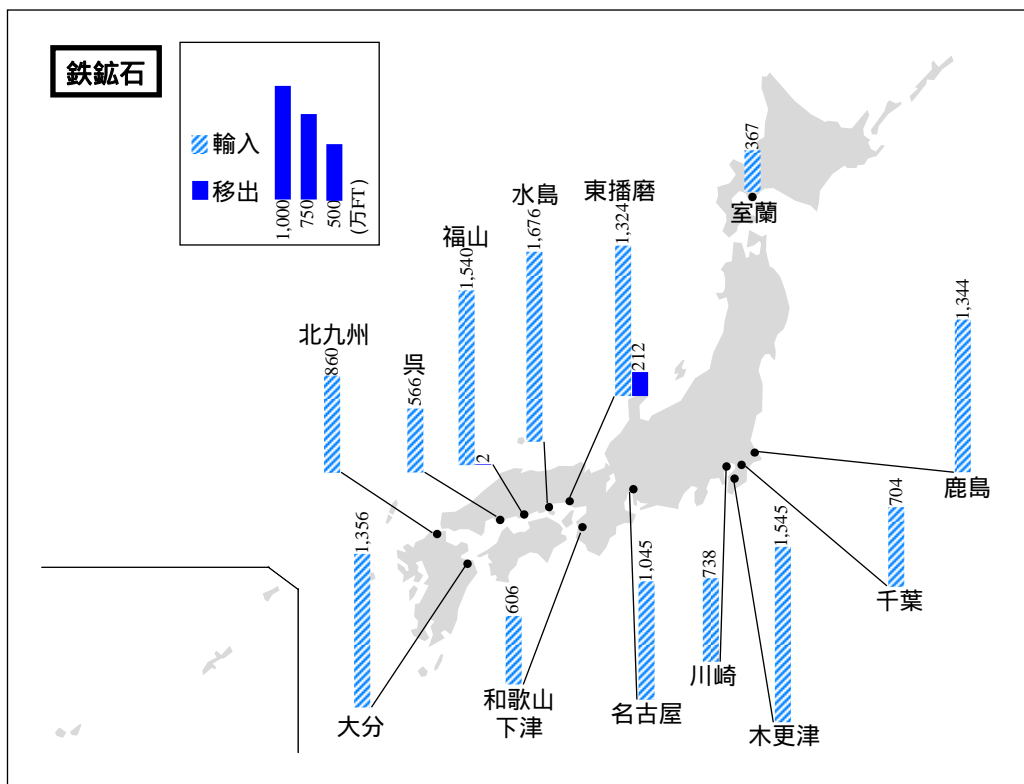 鉄鉱石
輸入
移出
1,000
750
500
(万FT)
367
室蘭
東播磨
1,324
212
水島
1,676
福山
1,540
2
北九州
860
呉
566
1,344
鹿島
704
千葉
1,545
木更津
738
川崎
1,045
名古屋
606
和歌山
下津
1,356
大分